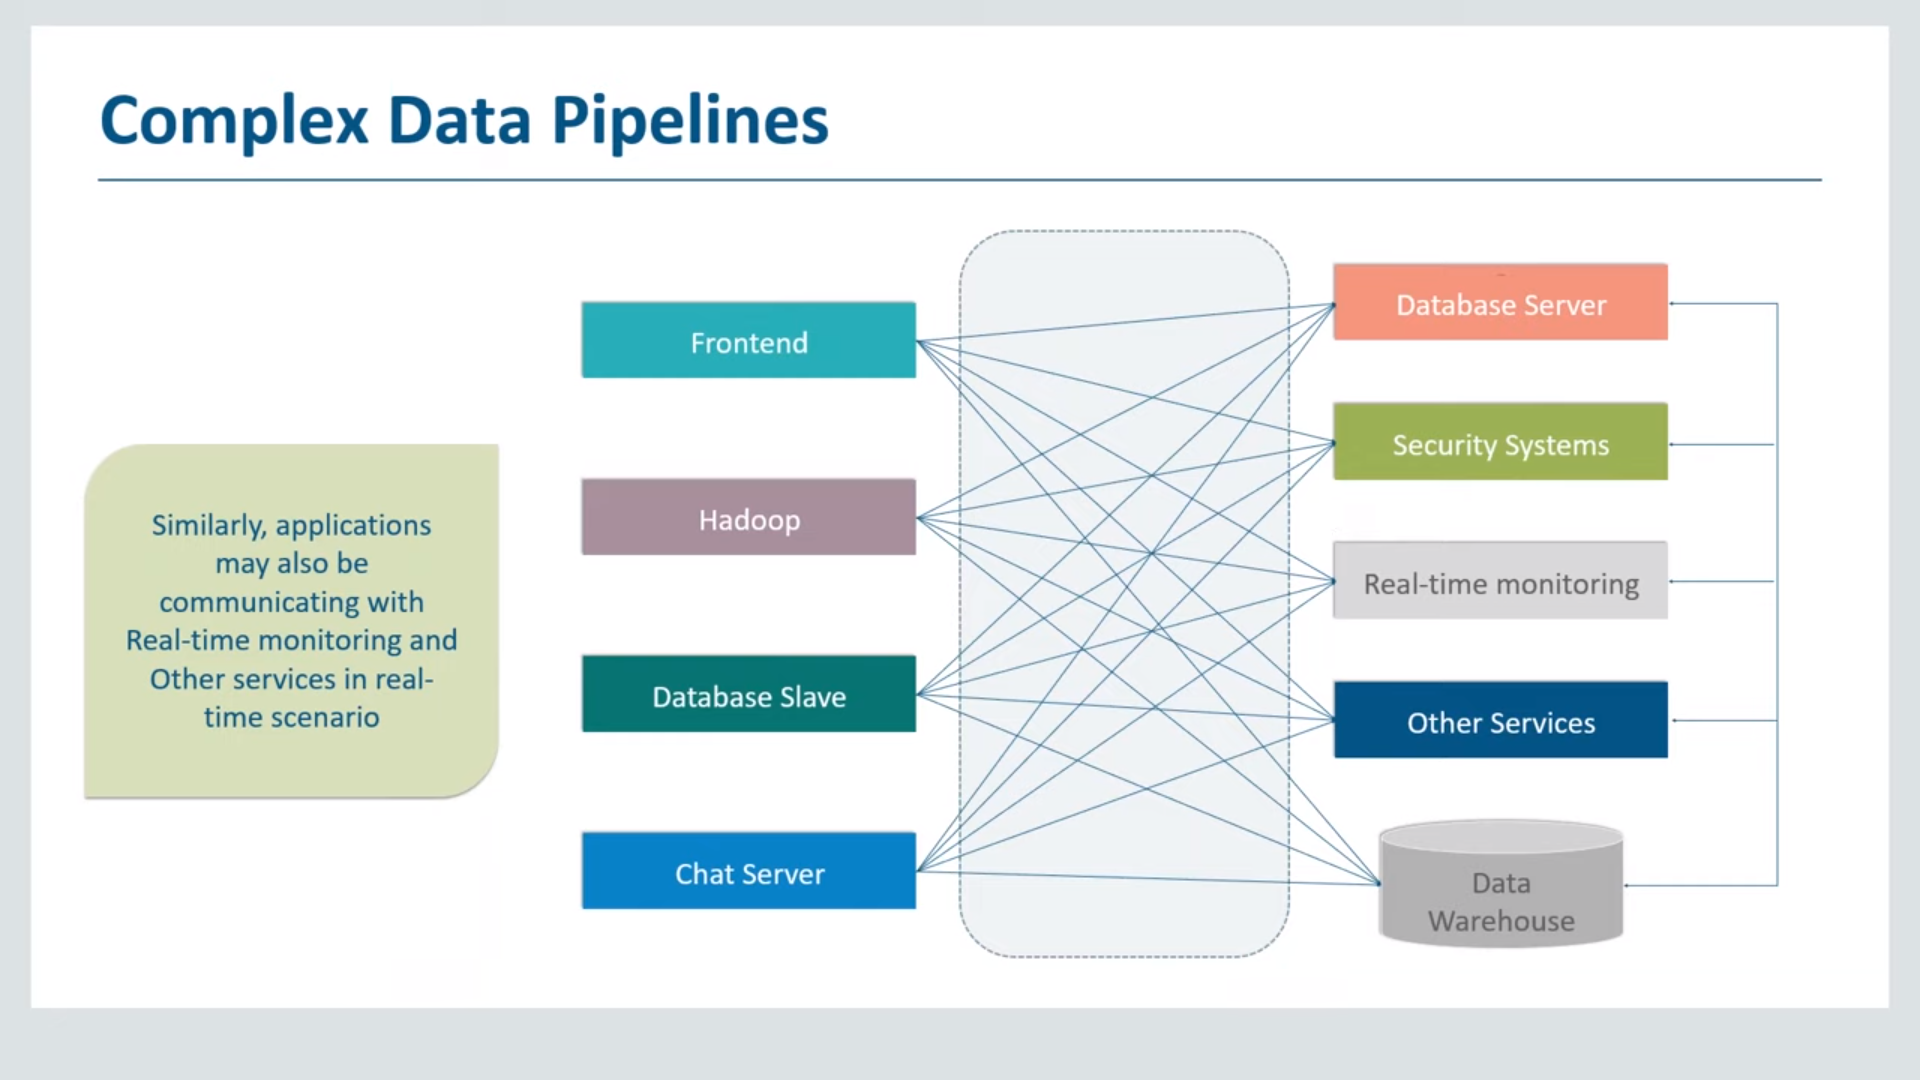 Complex Data Pipelines
Similarly, applications
may also be
communicating with
Real-time monitoring and
Other services in real-
time scenario
Frontend
Hadoop
Database Slave
Chat Server
Database Server
Security Systems
Real-time monitoring
Other Services
Data
Warehouse